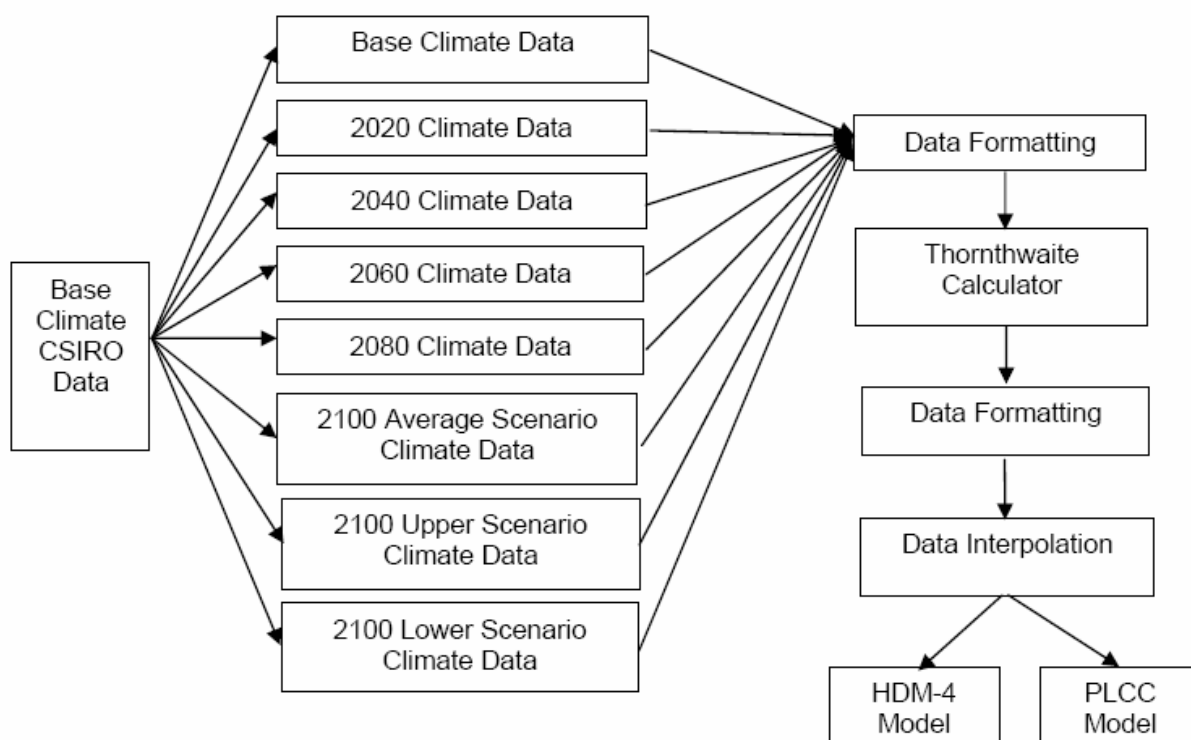 Base
Climate
CSIRO
Data
Base Climate Data
2020 Climate Data
2040 Climate Data
2060 Climate Data
2080 Climate Data
2100 Average Scenario
Climate Data
2100 Upper Scenario
Climate Data
2100 Lower Scenario
Climate Data
Data Formatting
Thornthwaite
Calculator
Data Formatting
Data Interpolation
HDM-4
Model
PLCC
Model